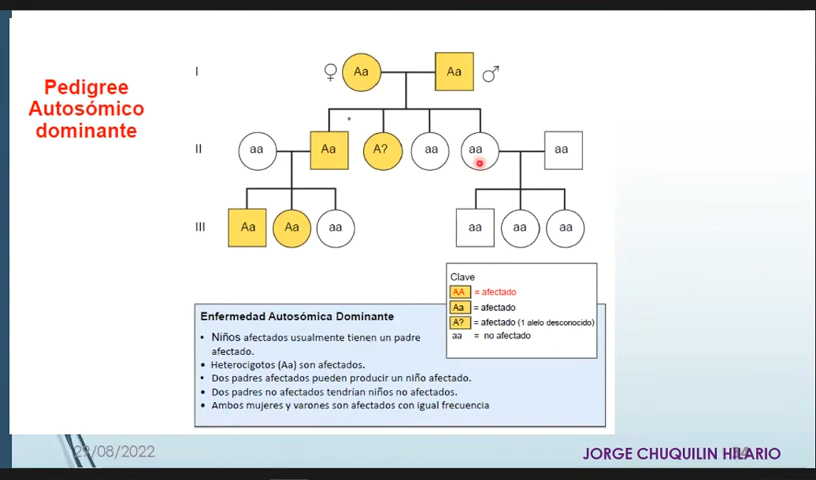 Pedigree
Autosómico
dominante
I
♀ Aa Aa ♂
II
aa Aa A? aa aa aa
III
Aa Aa aa aa aa aa
Clave
AA = afectado
Aa = afectado
A? = afectado (1 alelo desconocido)
aa = no afectado
Enfermedad Autosómica Dominante
• Niños afectados usualmente tienen un padre
afectado.
• Heterocigotos (Aa) son afectados.
• Dos padres afectados pueden producir un niño afectado.
• Dos padres no afectados tendrían niños no afectados.
• Ambos mujeres y varones son afectados con igual frecuencia
/08/2022
JORGE CHUQUILIN HILARIO